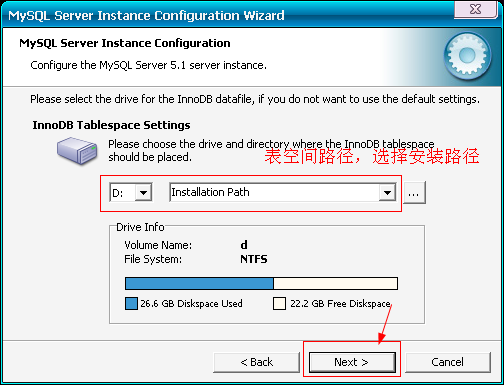 MySQL Server Instance Configuration Wizard
MySQL Server Instance Configuration
Configure the MySQL Server 5.1 server instance.
Please select the drive for the InnoDB datafile, if you do not want to use the default settings.
InnoDB Tablespace Settings
Please choose the drive and directory where the InnoDB tablespace
should be placed.
表空间路径，选择安装路径
D: Installation Path ...
Drive Info
Volume Name: d
File System: NTFS
26.6 GB Diskspace Used 22.2 GB Free Diskspace
< Back Next > Cancel